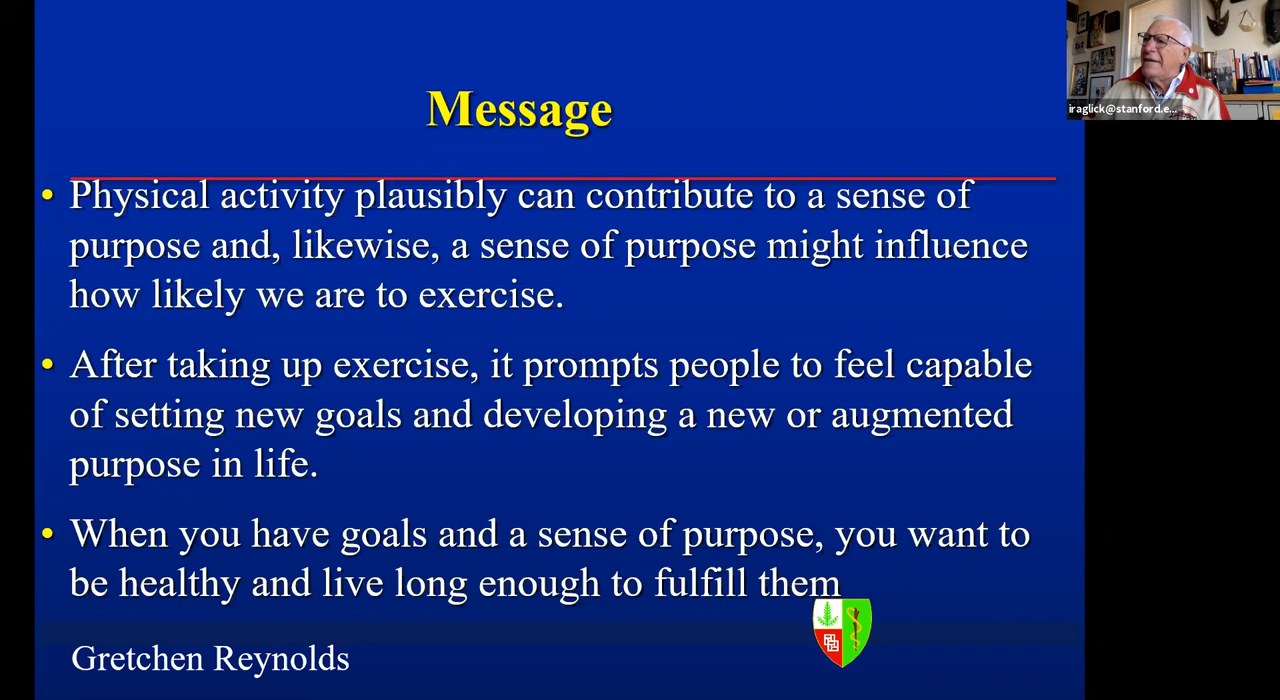 Message
iraglick@stanford.e...
• Physical activity plausibly can contribute to a sense of
purpose and, likewise, a sense of purpose might influence
how likely we are to exercise.
• After taking up exercise, it prompts people to feel capable
of setting new goals and developing a new or augmented
purpose in life.
• When you have goals and a sense of purpose, you want to
be healthy and live long enough to fulfill them
Gretchen Reynolds